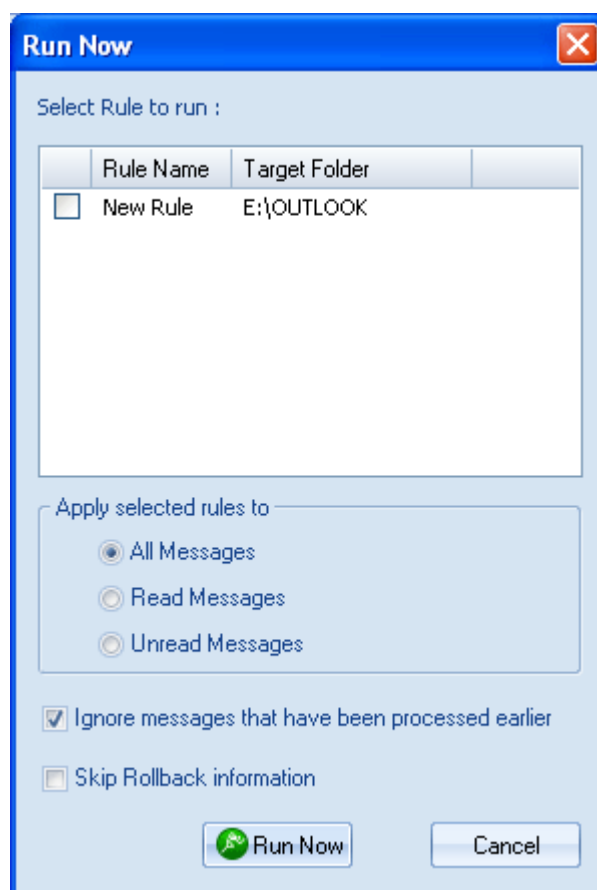 Run Now
Select Rule to run :
Rule Name Target Folder
New Rule E:\OUTLOOK
Apply selected rules to
All Messages
Read Messages
Unread Messages
Ignore messages that have been processed earlier
Skip Rollback information
Run Now Cancel